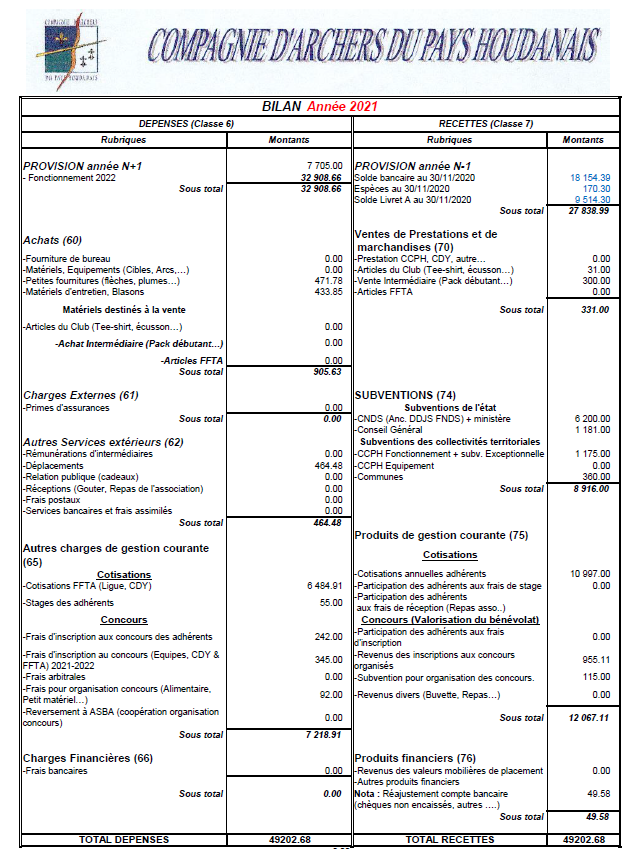 COMPAGNIE D'ARCHERS
DU PAYS HOUDANAIS
COMPAGNIE D'ARCHERS DU PAYS HOUDANAIS
BILAN Année 2021
DEPENSES (Classe 6) RECETTES (Classe 7)
Rubriques Montants Rubriques Montants
PROVISION année N+1 7 705.00 PROVISION année N-1
- Fonctionnement 2022 32 908.66 Solde bancaire au 30/11/2020 18 154.39
Sous total 32 908.66 Espèces au 30/11/2020 170.30
Solde Livret A au 30/11/2020 9 514.30
Sous total 27 838.99
Achats (60) Ventes de Prestations et de
marchandises (70)
-Fourniture de bureau 0.00 -Prestation CCPH, CDY, autre... 0.00
-Matériels, Equipements (Cibles, Arcs,...) 0.00 -Articles du Club (Tee-shirt, écusson...) 31.00
-Petites fournitures (flèches, plumes...) 471.78 -Vente Intermédiaire (Pack débutant...) 300.00
-Matériels d'entretien, Blasons 433.85 -Articles FFTA 0.00
Matériels destinés à la vente Sous total 331.00
-Articles du Club (Tee-shirt, écusson...) 0.00
-Achat Intermédiaire (Pack débutant...) 0.00
-Articles FFTA 0.00
Sous total 905.63
Charges Externes (61) SUBVENTIONS (74)
-Primes d'assurances 0.00 Subventions de l'état
Sous total 0.00 -CNDS (Anc. DDJS FNDS) + ministère 6 200.00
-Conseil Général 1 181.00
Autres Services extérieurs (62) Subventions des collectivités territoriales
-Rémunérations d'intermédiaires 0.00 -CCPH Fonctionement + subv. Exceptionnelle 1 175.00
-Déplacements 464.48 -CCPH Equipement 0.00
-Relation publique (cadeaux) 0.00 -Communes 360.00
-Réceptions (Gouter, Repas de l'association) 0.00 Sous total 8 916.00
-Frais postaux 0.00
-Services bancaires et frais assimilés 0.00
Sous total 464.48
Produits de gestion courante (75)
Autres charges de gestion courante
(65) Cotisations
Cotisations -Cotisations annuelles adhérents 10 997.00
-Cotisations FFTA (Ligue, CDY) 6 484.91 -Participation des adhérents aux frais de stage 0.00
-Participation des adhérents
-Stages des adhérents 55.00 aux frais de réception (Repas asso..)
Concours Concours (Valorisation du bénévolat)
-Frais d'inscription aux concours des adhérents 242.00 -Participation des adhérents aux frais
d'inscription 0.00
-Frais d'inscription au concours (Equipes, CDY &
FFTA) 2021-2022 345.00 -Revenus des inscriptions aux concours
organisés 955.11
-Frais arbitrales 0.00 -Subvention pour organisation des concours. 115.00
-Frais pour organisation concours (Alimentaire,
Petit matériel...) 92.00 -Revenus divers (Buvette, Repas...) 0.00
-Reversement à ASBA (coopération organisation
concours) 0.00 Sous total 12 067.11
Sous total 7 218.91
Charges Financières (66) Produits financiers (76)
-Frais bancaires 0.00 -Revenus des valeurs mobilières de placement 0.00
-Autres produits financiers
Sous total 0.00 Nota : Réajustement compte bancaire 49.58
(chèques non encaissés, autres ....)
Sous total 49.58
TOTAL DEPENSES 49202.68 TOTAL RECETTES 49202.68